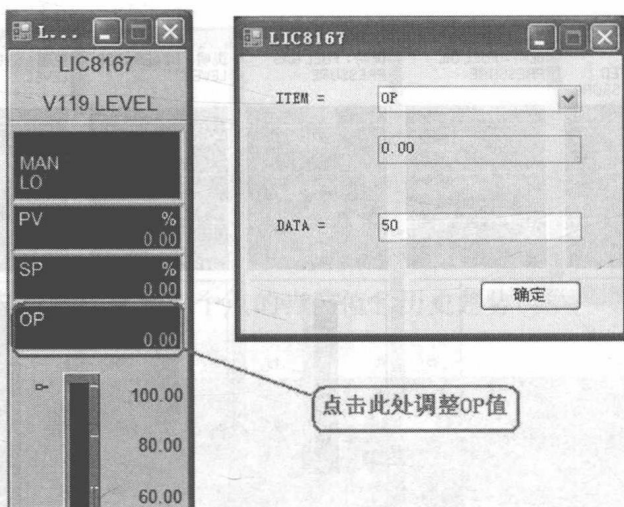 L...
LIC8167
V119 LEVEL
MAN
LO
PV %
0.00
SP %
0.00
OP
0.00
100.00
80.00
60.00
LIC8167
ITEM = OP
0.00
DATA = 50
确定
点击此处调整OP值